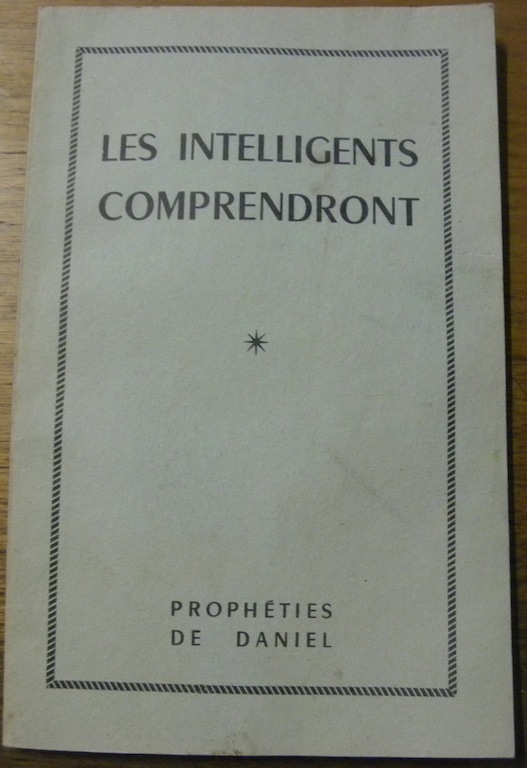 LES INTELLIGENTS
COMPRENDRONT
PROPHÉTIES
DE DANIEL